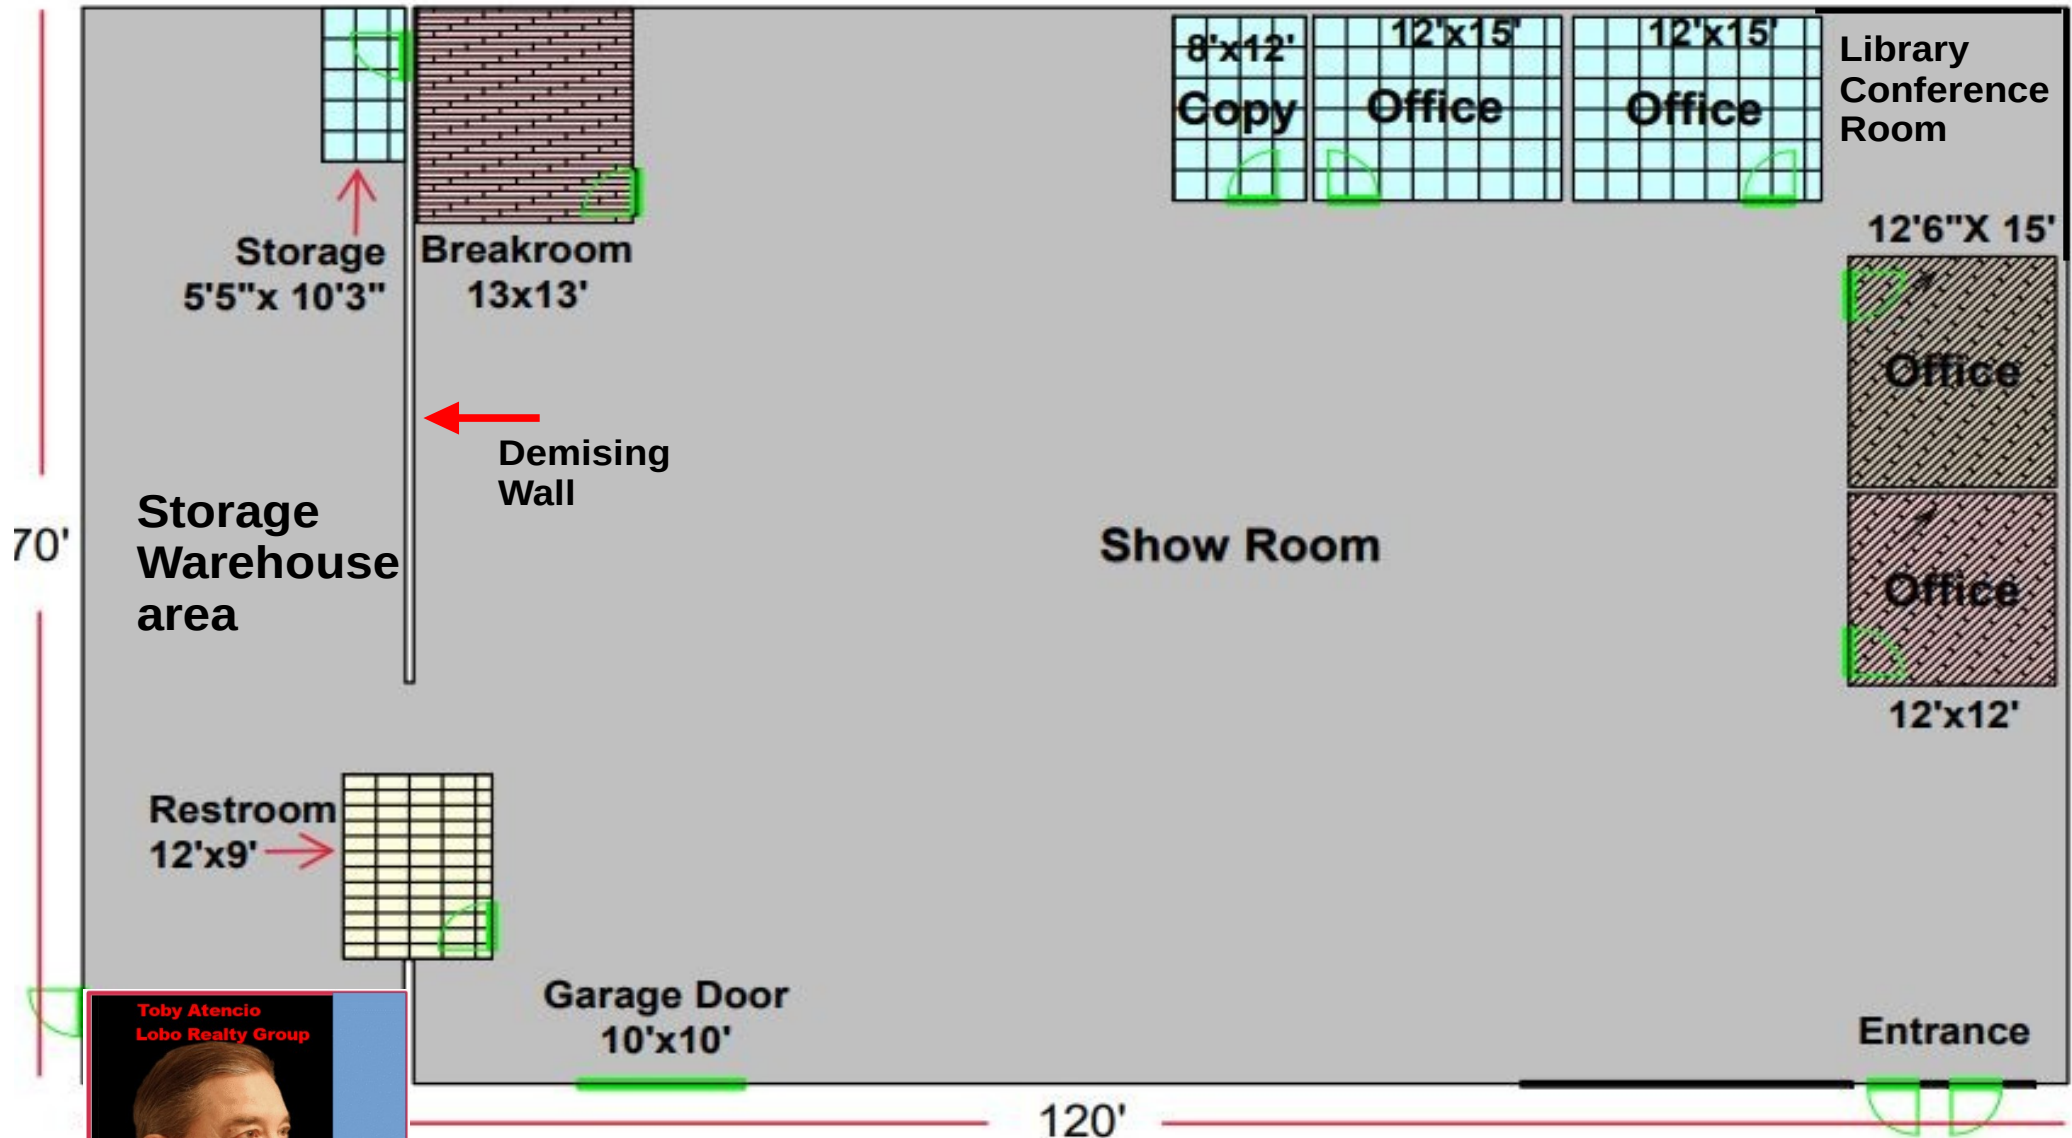 8'x12'
Copy
12'x15'
Office
12'x15'
Office
Library
Conference
Room
Storage
5'5"x 10'3"
Breakroom
13x13'
12'6"X 15'
Office
Demising
Wall
Storage
Warehouse
area
70'
Show Room
Office
12'x12'
Restroom
12'x9'
Garage Door
10'x10'
Entrance
Toby Atencio
Lobo Realty Group
120'